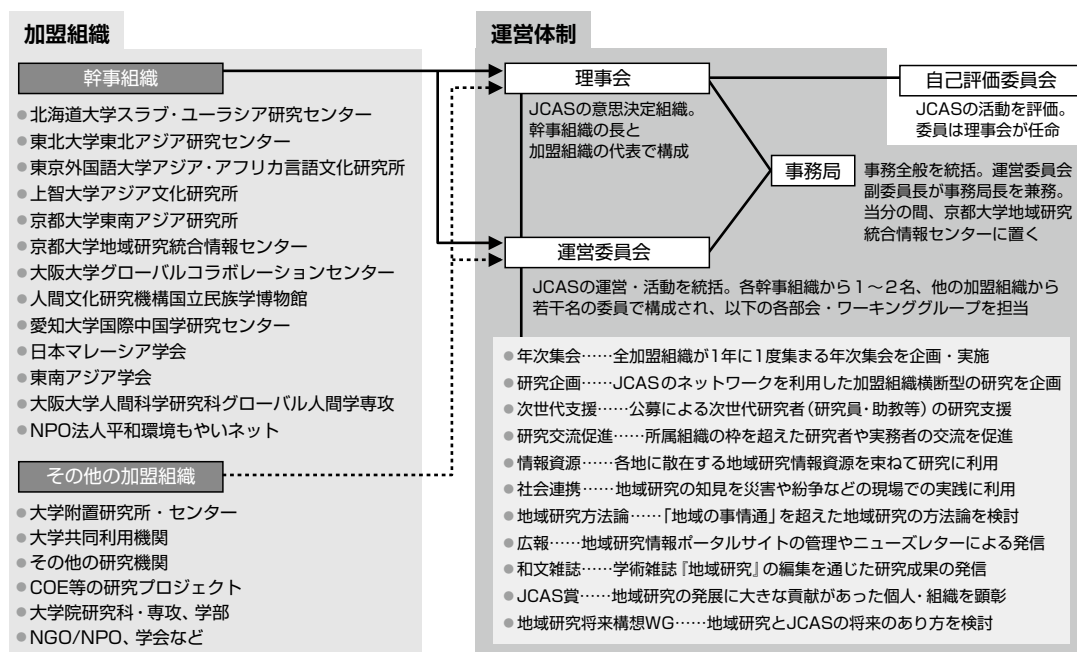 加盟組織
幹事組織
●北海道大学スラブ・ユーラシア研究センター
●東北大学東北アジア研究センター
●東京外国語大学アジア・アフリカ言語文化研究所
●上智大学アジア文化研究所
●京都大学東南アジア研究所
●京都大学地域研究統合情報センター
●大阪大学グローバルコラボレーションセンター
●人間文化研究機構国立民族学博物館
●愛知大学国際中国学研究センター
●日本マレーシア学会
●東南アジア学会
●大阪大学人間科学研究科グローバル人間学専攻
●NPO法人平和環境もやいネット
その他の加盟組織
●大学附置研究所・センター
●大学共同利用機関
●その他の研究機関
●COE等の研究プロジェクト
●大学院研究科・専攻、学部
●NGO/NPO、学会など
運営体制
理事会
JCASの意思決定組織。
幹事組織の長と
加盟組織の代表で構成
自己評価委員会
JCASの活動を評価。
委員は理事会が任命
事務局
事務全般を統括。運営委員会
副委員長が事務局長を兼務。
当分の間、京都大学地域研究
統合情報センターに置く
運営委員会
JCASの運営・活動を統括。各幹事組織から1〜2名、他の加盟組織から
若干名の委員で構成され、以下の各部会・ワーキンググループを担当
●年次集会……全加盟組織が1年に1度集まる年次集会を企画・実施
●研究企画……JCASのネットワークを利用した加盟組織横断型の研究を企画
●次世代支援……公募による次世代研究者（研究員・助教等）の研究支援
●研究交流促進……所属組織の枠を超えた研究者や実務者の交流を促進
●情報資源……各地に散在する地域研究情報資源を束ねて研究に利用
●社会連携……地域研究の知見を災害や紛争などの現場での実践に利用
●地域研究方法論……「地域の事情通」を超えた地域研究の方法論を検討
●広報……地域研究情報ポータルサイトの管理やニューズレターによる発信
●和文雑誌……学術雑誌『地域研究』の編集を通じた研究成果の発信
●JCAS賞……地域研究の発展に大きな貢献があった個人・組織を顕彰
●地域研究将来構想WG……地域研究とJCASの将来のあり方を検討